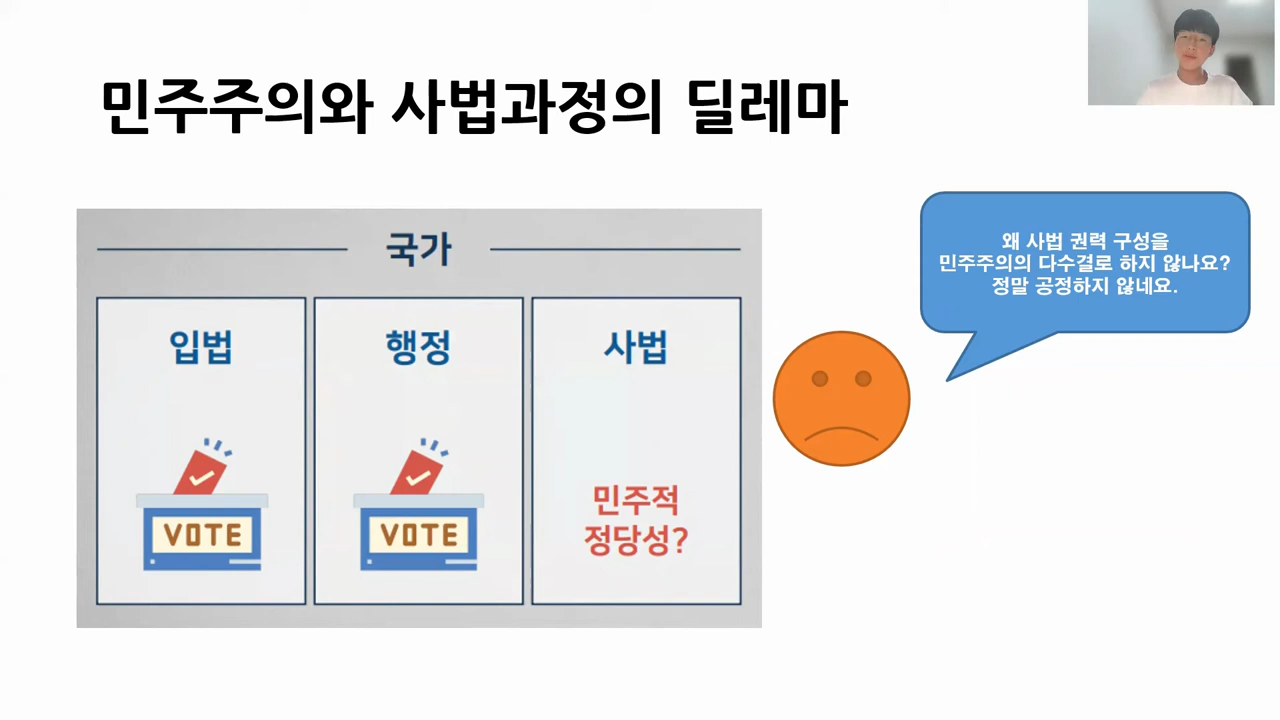 민주주의와 사법과정의 딜레마
국가
입법
행정
사법
VOTE
VOTE
민주적
정당성?
왜 사법 권력 구성을
민주주의의 다수결로 하지 않나요?
정말 공정하지 않네요.